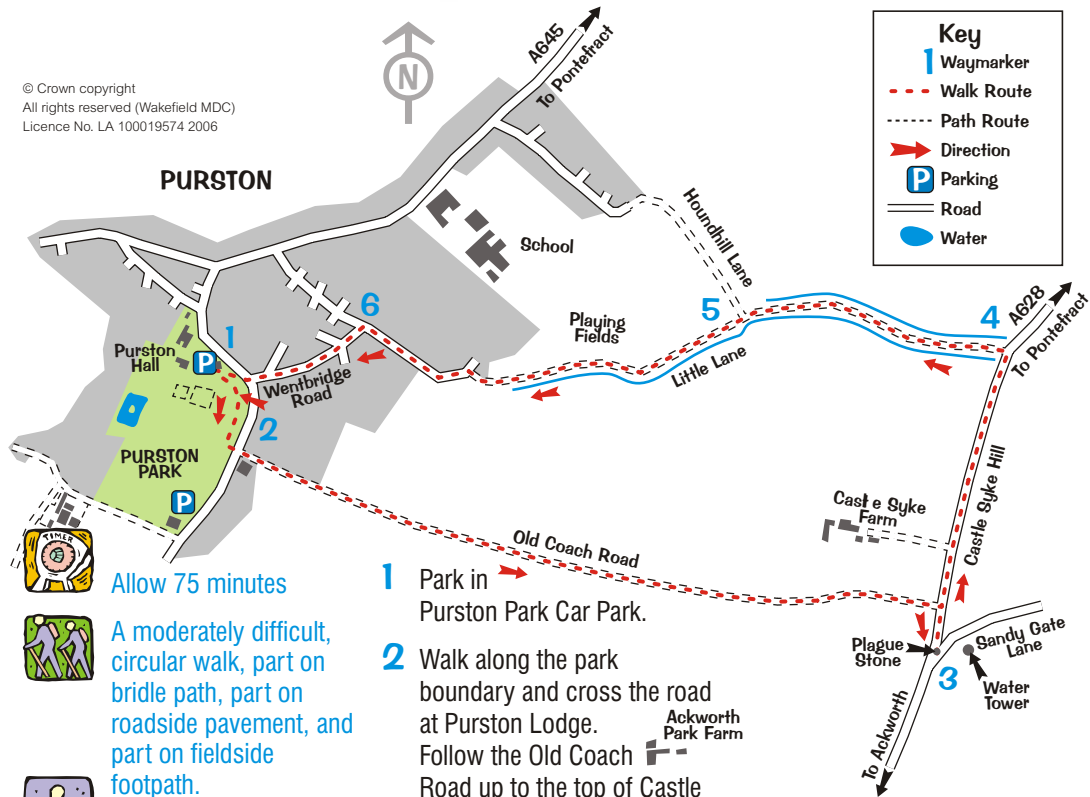 © Crown copyright
All rights reserved (Wakefield MDC)
Licence No. LA 100019574 2006
N
A645
To Pontefract
Key
1 Waymarker
Walk Route
Path Route
Direction
P Parking
Road
Water
PURSTON
School
Houndhill Lane
6
5
4
A628
To Pontefract
Playing
Fields
Little Lane
1
Purston
Hall
P
Wentbridge
Road
2
PURSTON
PARK
P
Castle Syke
Farm
Castle Syke Hill
Old Coach Road
Plague
Stone
Sandy Gate
Lane
3
Water
Tower
To Ackworth
Ackworth
Park Farm
TIMER
Allow 75 minutes
A moderately difficult,
circular walk, part on
bridle path, part on
roadside pavement, and
part on fieldside
footpath.
1 Park in
Purston Park Car Park.
2 Walk along the park
boundary and cross the road
at Purston Lodge.
Follow the Old Coach
Road up to the top of Castle